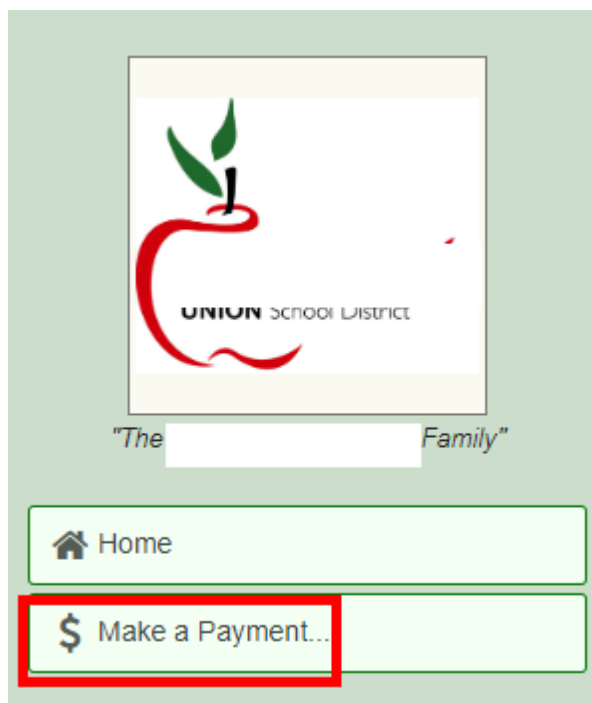 UNION School District
"The Family"
Home
$ Make a Payment...